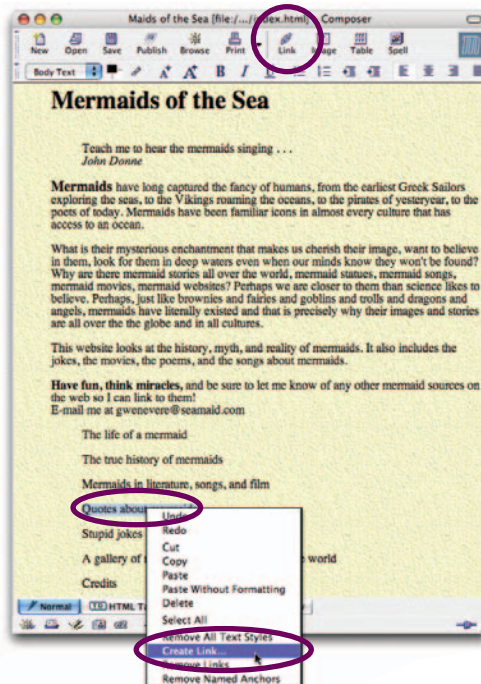 Maids of the Sea [file:/.../index.html] Composer
New Open Save Publish Browse Print Link Image Table Spell
Body Text B I U
Mermaids of the Sea
Teach me to hear the mermaids singing . . .
John Donne
Mermaids have long captured the fancy of humans, from the earliest Greek Sailors
exploring the seas, to the Vikings roaming the oceans, to the pirates of yesteryear, to the
poets of today. Mermaids have been familiar icons in almost every culture that has
access to an ocean.
What is their mysterious enchantment that makes us cherish their image, want to believe
in them, look for them in deep waters even when our minds know they won't be found?
Why are there mermaid stories all over the world, mermaid statues, mermaid songs,
mermaid movies, mermaid websites? Perhaps we are closer to them than science likes to
believe. Perhaps, just like brownies and fairies and goblins and trolls and dragons and
angels, mermaids have literally existed and that is precisely why their images and stories
are all over the the globe and in all cultures.
This website looks at the history, myth, and reality of mermaids. It also includes the
jokes, the movies, the poems, and the songs about mermaids.
Have fun, think miracles, and be sure to let me know of any other mermaid sources on
the web so I can link to them!
E-mail me at gwenevere@seamaid.com
The life of a mermaid
The true history of mermaids
Mermaids in literature, songs, and film
Quotes about
Stupid jokes
A gallery of world
Credits
Normal TD HTML Ta
Undo
Redo
Cut
Copy
Paste
Paste Without Formatting
Delete
Select All
Remove All Text Styles
Create Link...
Remove Links
Remove Named Anchors